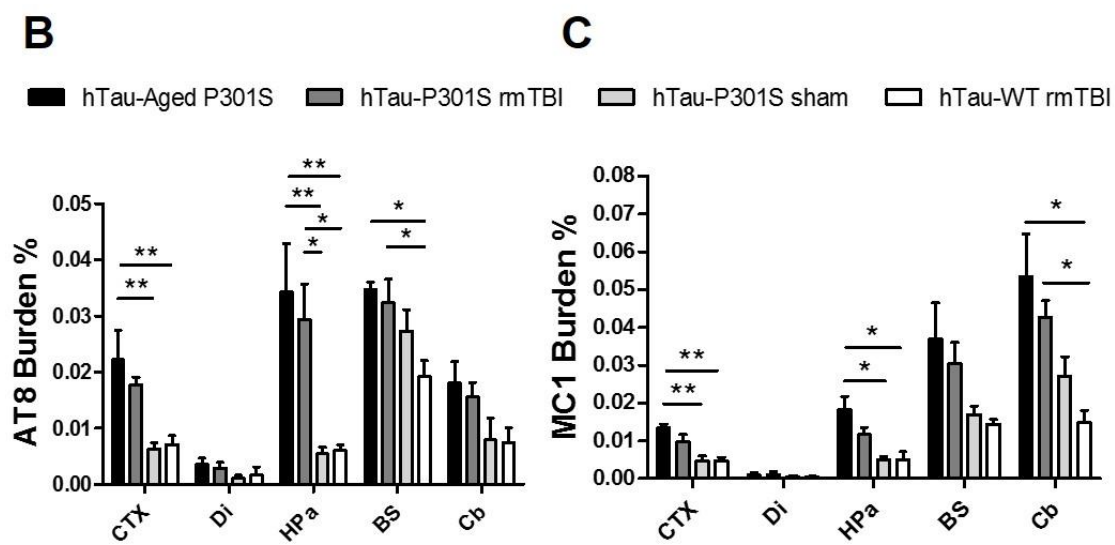 B
C
hTau-Aged P301S hTau-P301S rmTBI hTau-P301S sham hTau-WT rmTBI
AT8 Burden %
0.05
0.04
0.03
0.02
0.01
0.00
** **
** ** * *
* *
CTX Di HPa BS Cb
MC1 Burden %
0.08
0.07
0.06
0.05
0.04
0.03
0.02
0.01
0.00
** **
* *
* *
CTX Di HPa BS Cb